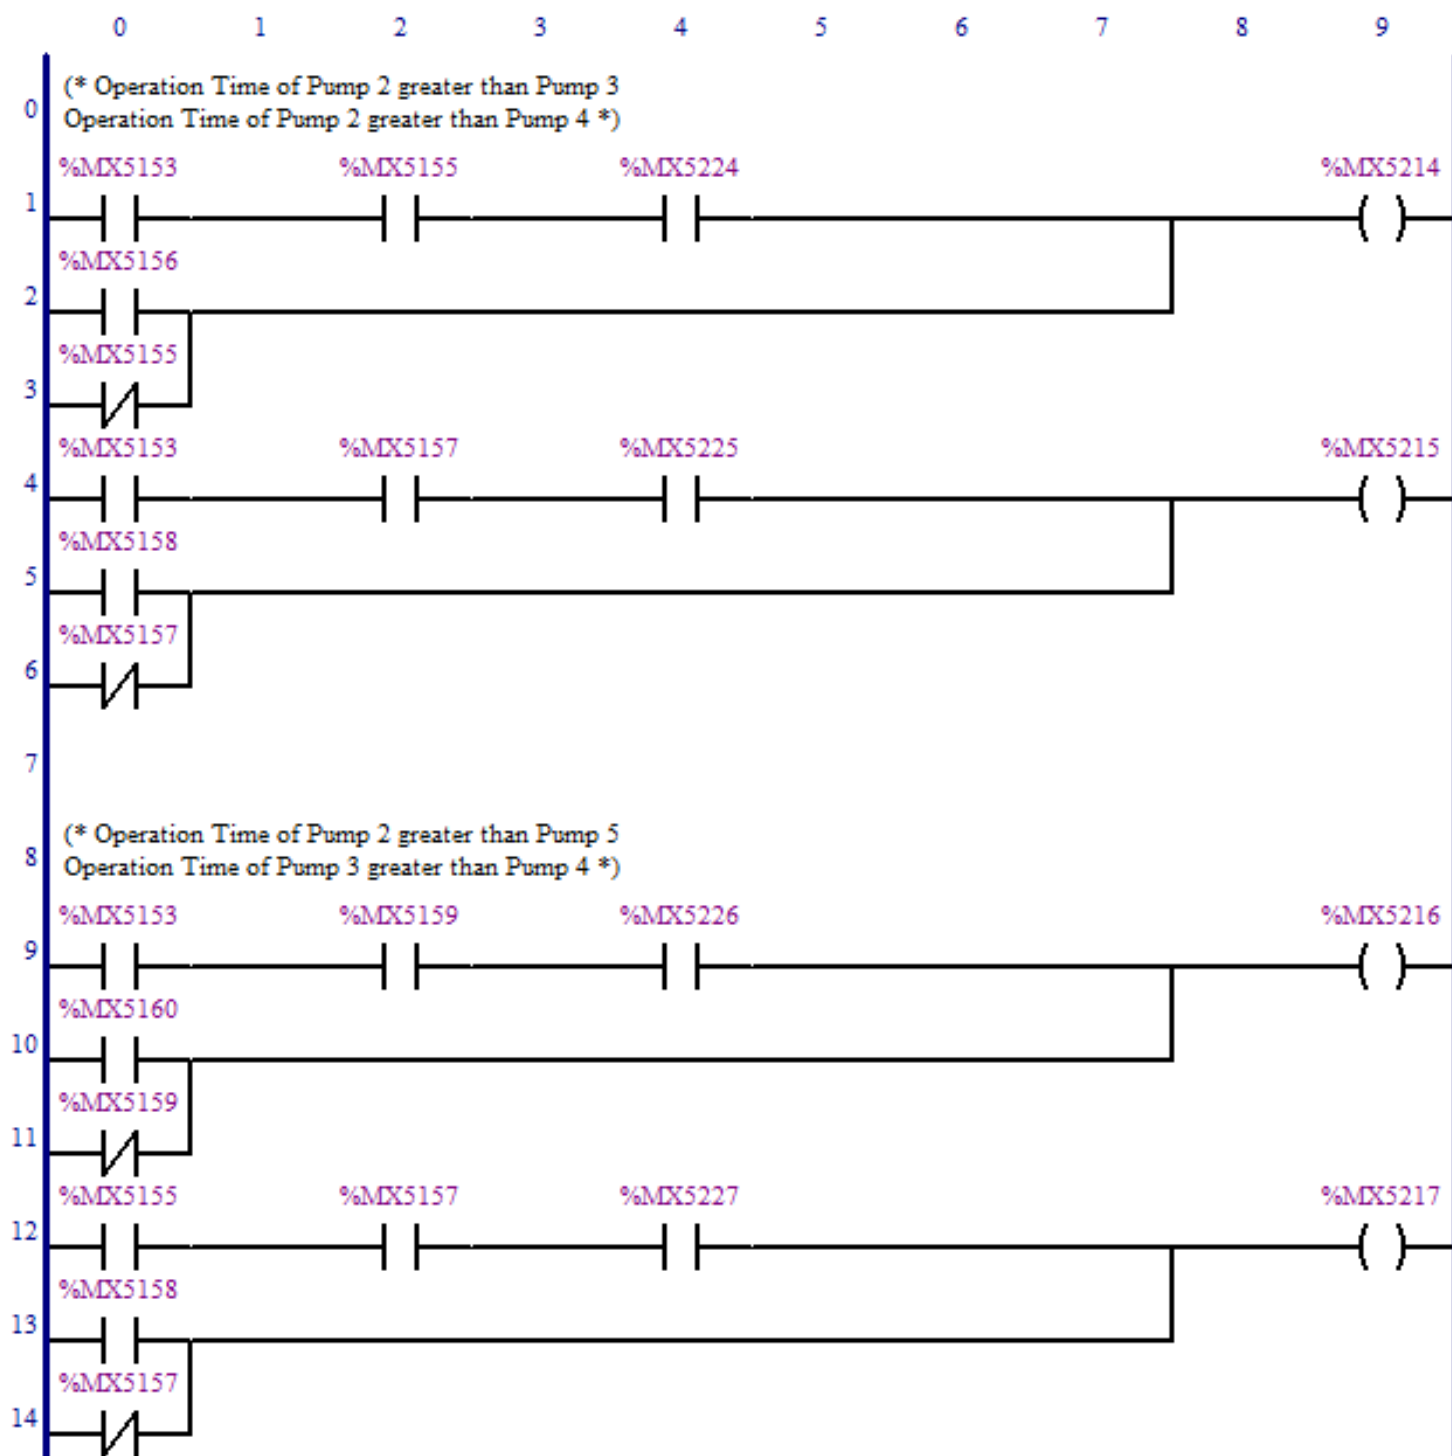 0 1 2 3 4 5 6 7 8 9
(* Operation Time of Pump 2 greater than Pump 3
0
Operation Time of Pump 2 greater than Pump 4 *)
%MX5153 %MX5155 %MX5224 %MX5214
1
%MX5156
2
%MX5155
3
%MX5153 %MX5157 %MX5225 %MX5215
4
%MX5158
5
%MX5157
6
7
(* Operation Time of Pump 2 greater than Pump 5
8
Operation Time of Pump 3 greater than Pump 4 *)
%MX5153 %MX5159 %MX5226 %MX5216
9
%MX5160
10
%MX5159
11
%MX5155 %MX5157 %MX5227 %MX5217
12
%MX5158
13
%MX5157
14